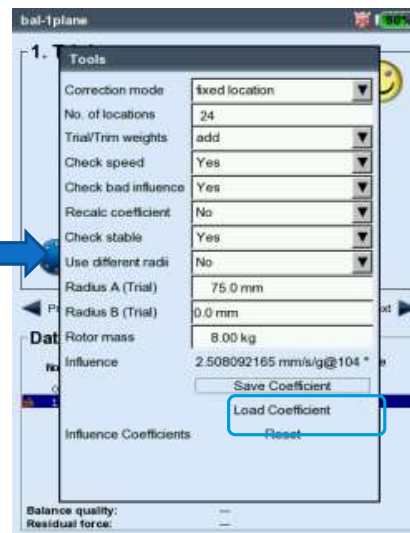 bal-1plane
90%
1. T
Tools
Correction mode fixed location
No. of locations 24
Trial/Trim weights add
Check speed Yes
Check bad influence Yes
Recalc coefficient No
Check stable Yes
Use different radii No
Radius A (Trial) 75.0 mm
Radius B (Trial) 0.0 mm
Rotor mass 8.00 kg
Influence 2.508092165 mm/s/g@104 °
Save Coefficient
Load Coefficient
Influence Coefficients Reset
Dat
Balance quality: ---
Residual force: ---